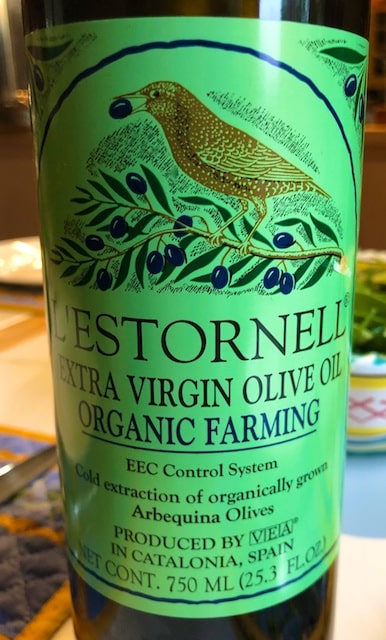 L'ESTORNELL®
EXTRA VIRGIN OLIVE OIL
ORGANIC FARMING
EEC Control System
Cold extraction of organically grown
Arbequina Olives
PRODUCED BY VEA®
IN CATALONIA, SPAIN
NET CONT. 750 ML (25.3 FL.OZ.)